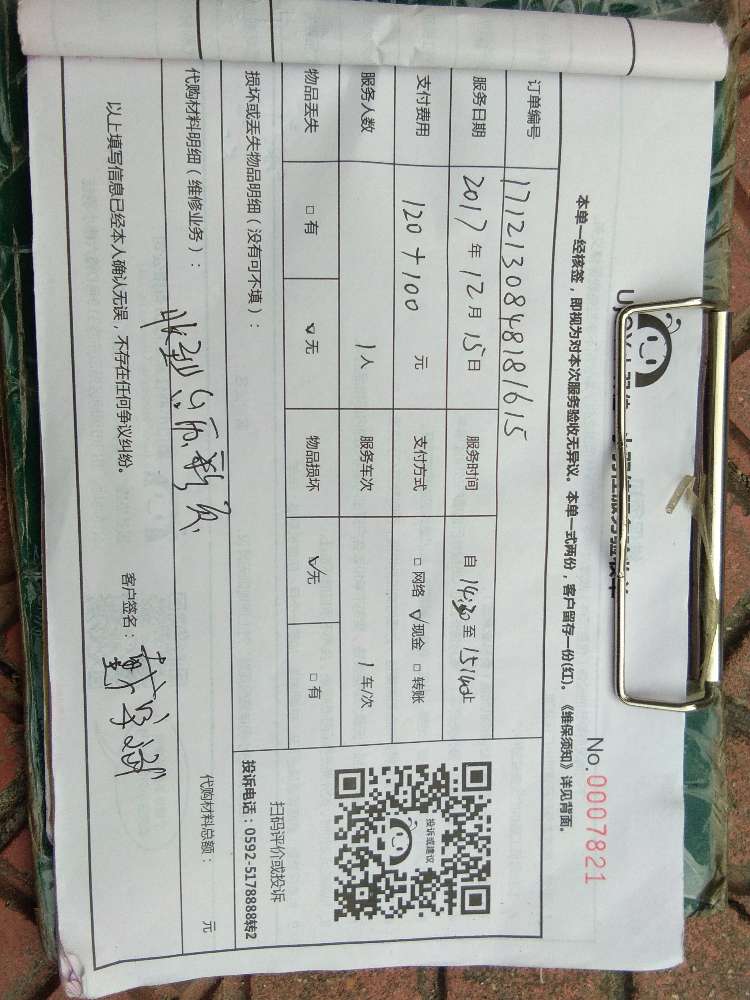 No.0007821
本单一经核签，即视为对本次服务验收无异议。本单一式两份，客户留存一份(红)。《维保须知》详见背面。
订单编号 1712130848181615
服务日期 2017年12月15日 服务时间 自14:30至15:40止
支付费用 120+100 元 支付方式 □网络 ☑现金 □转账
服务人数 1人 服务车次 1车/次
物品丢失 □有 ☑无 物品损坏 ☑无 □有
投诉或建议
扫码评价或投诉
投诉电话：0592-5178888转2
损坏或丢失物品明细（没有可不填）：
代购材料明细（维修业务）： 代购材料总额： 元
以上填写信息已经本人确认无误，不存在任何争议纠纷。
客户签名：